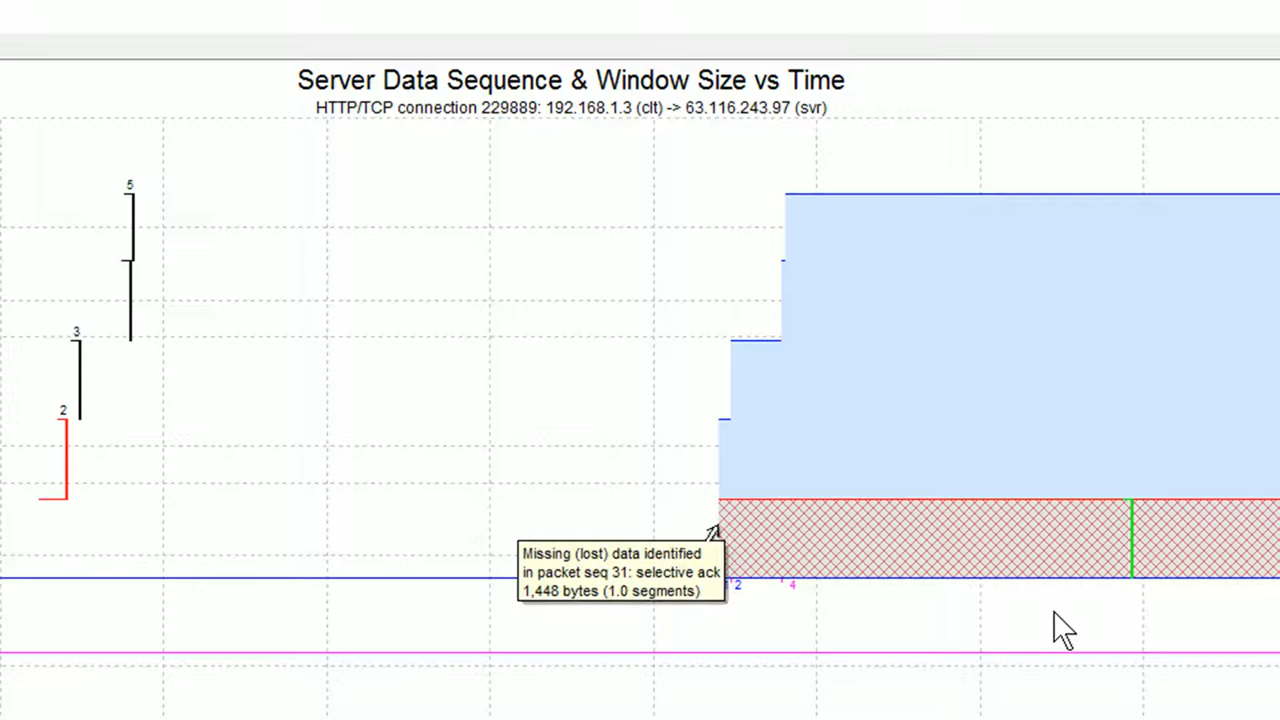 Server Data Sequence & Window Size vs Time
HTTP/TCP connection 229889: 192.168.1.3 (clt) -> 63.116.243.97 (svr)
5
3
2
Missing (lost) data identified
in packet seq 31: selective ack
1,448 bytes (1.0 segments)
2
4